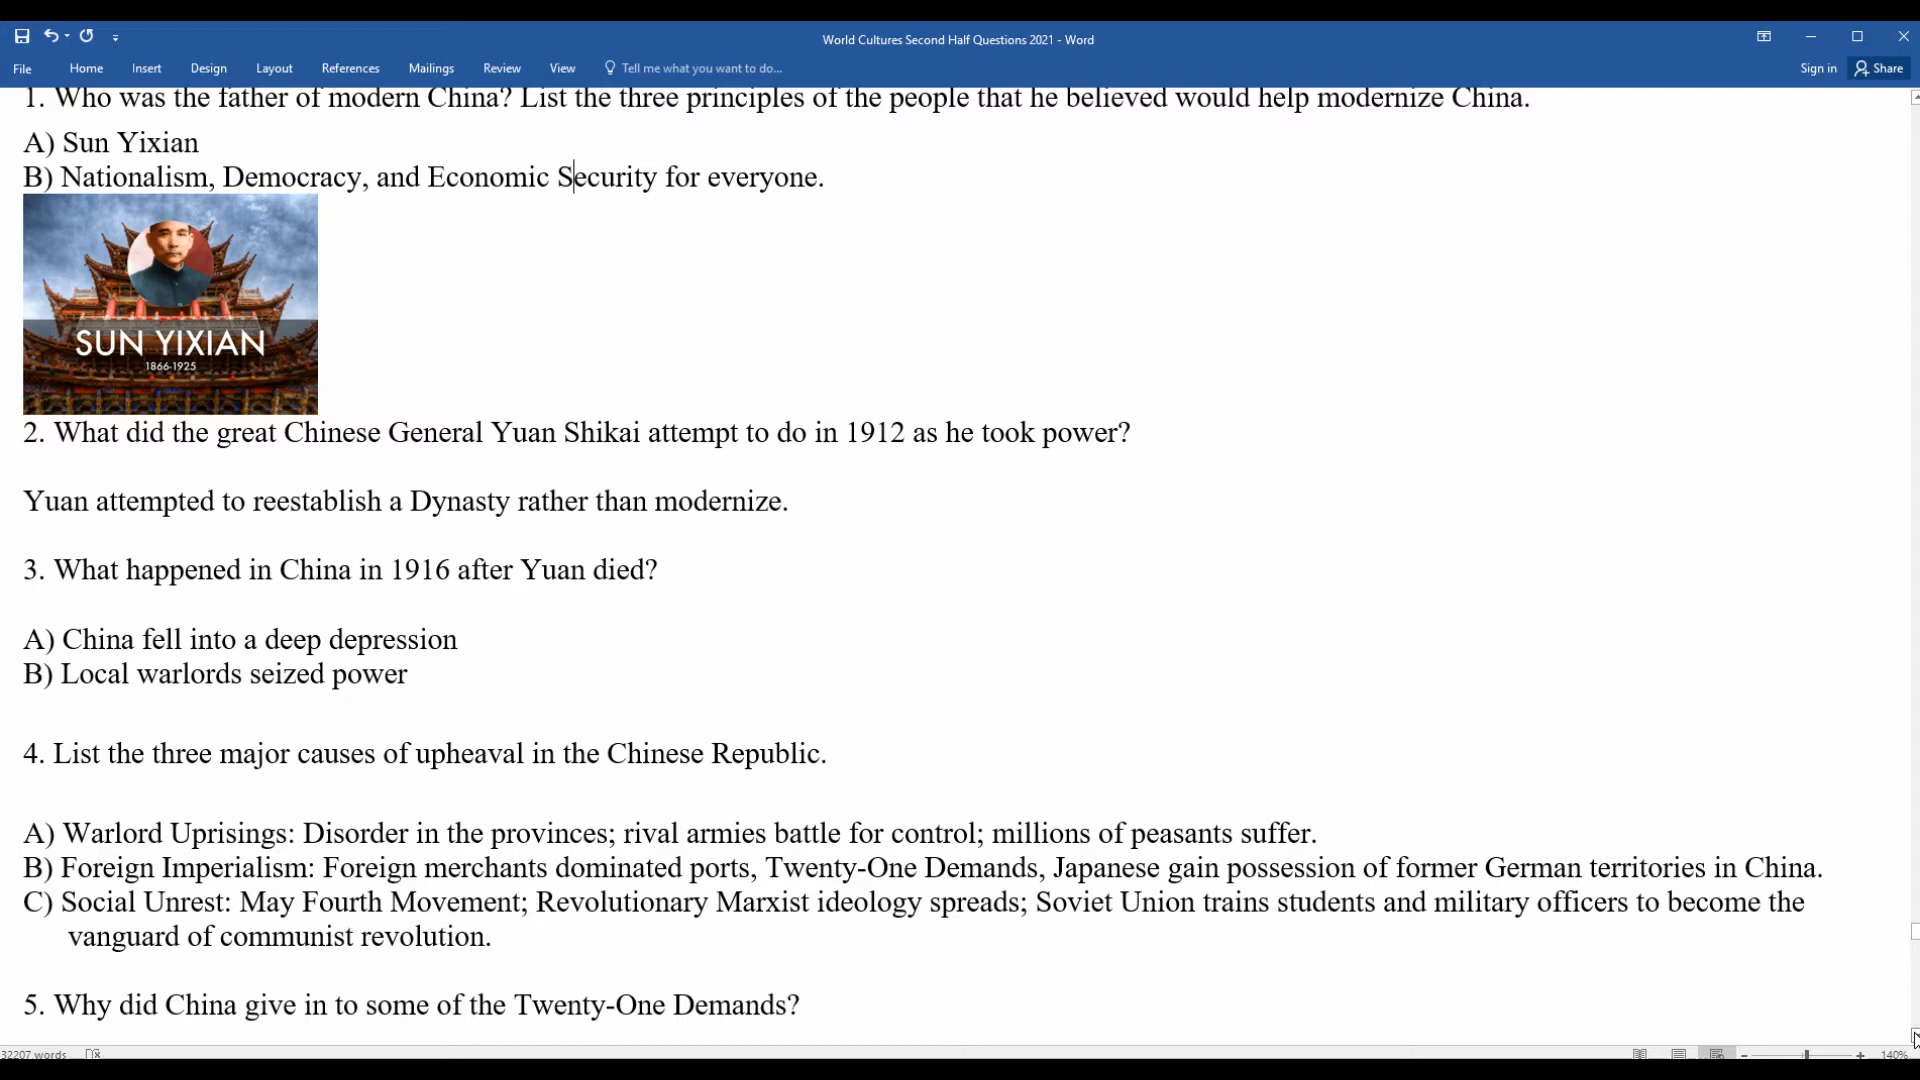 World Cultures Second Half Questions 2021 - Word
File Home Insert Design Layout References Mailings Review View Tell me what you want to do... Sign in Share
1. Who was the father of modern China? List the three principles of the people that he believed would help modernize China.
A) Sun Yixian
B) Nationalism, Democracy, and Economic Security for everyone.
SUN YIXIAN
1866-1925
2. What did the great Chinese General Yuan Shikai attempt to do in 1912 as he took power?
Yuan attempted to reestablish a Dynasty rather than modernize.
3. What happened in China in 1916 after Yuan died?
A) China fell into a deep depression
B) Local warlords seized power
4. List the three major causes of upheaval in the Chinese Republic.
A) Warlord Uprisings: Disorder in the provinces; rival armies battle for control; millions of peasants suffer.
B) Foreign Imperialism: Foreign merchants dominated ports, Twenty-One Demands, Japanese gain possession of former German territories in China.
C) Social Unrest: May Fourth Movement; Revolutionary Marxist ideology spreads; Soviet Union trains students and military officers to become the
vanguard of communist revolution.
5. Why did China give in to some of the Twenty-One Demands?
32207 words 140%